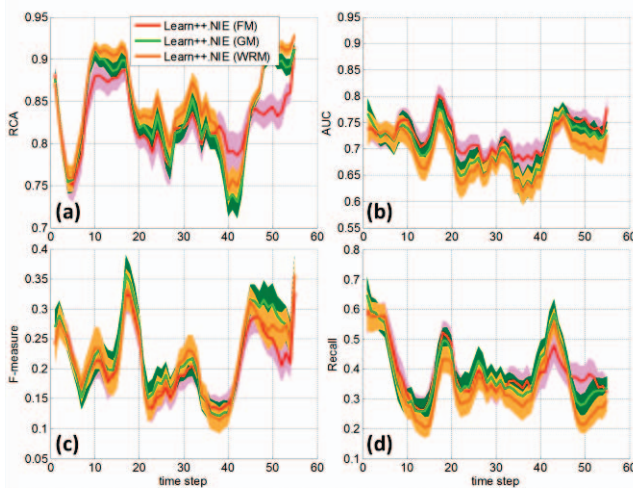 Learn++.NIE (FM)
Learn++.NIE (GM)
Learn++.NIE (WRM)
0.95
0.9
0.85
0.8
0.75
0.7
RCA
0 10 20 30 40 50 60
(a)
0.95
0.9
0.85
0.8
0.75
0.7
0.65
0.6
0.55
AUC
0 10 20 30 40 50 60
time step
(b)
0.4
0.35
0.3
0.25
0.2
0.15
0.1
0.05
F-measure
0 10 20 30 40 50 60
time step
(c)
0.8
0.7
0.6
0.5
0.4
0.3
0.2
0.1
Recall
0 10 20 30 40 50 60
time step
(d)
time step